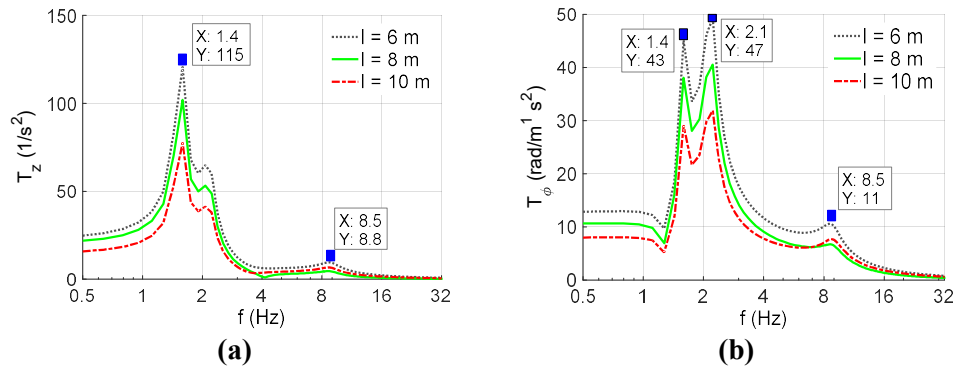 150
100
50
0
T_z (1/s²)
X: 1.4
Y: 115
l = 6 m
l = 8 m
l = 10 m
X: 8.5
Y: 8.8
0.5 1 2 4 8 16 32
f (Hz)
(a)
50
40
30
20
10
0
T_ϕ (rad/m¹ s²)
X: 1.4
Y: 43
X: 2.1
Y: 47
l = 6 m
l = 8 m
l = 10 m
X: 8.5
Y: 11
0.5 1 2 4 8 16 32
f (Hz)
(b)